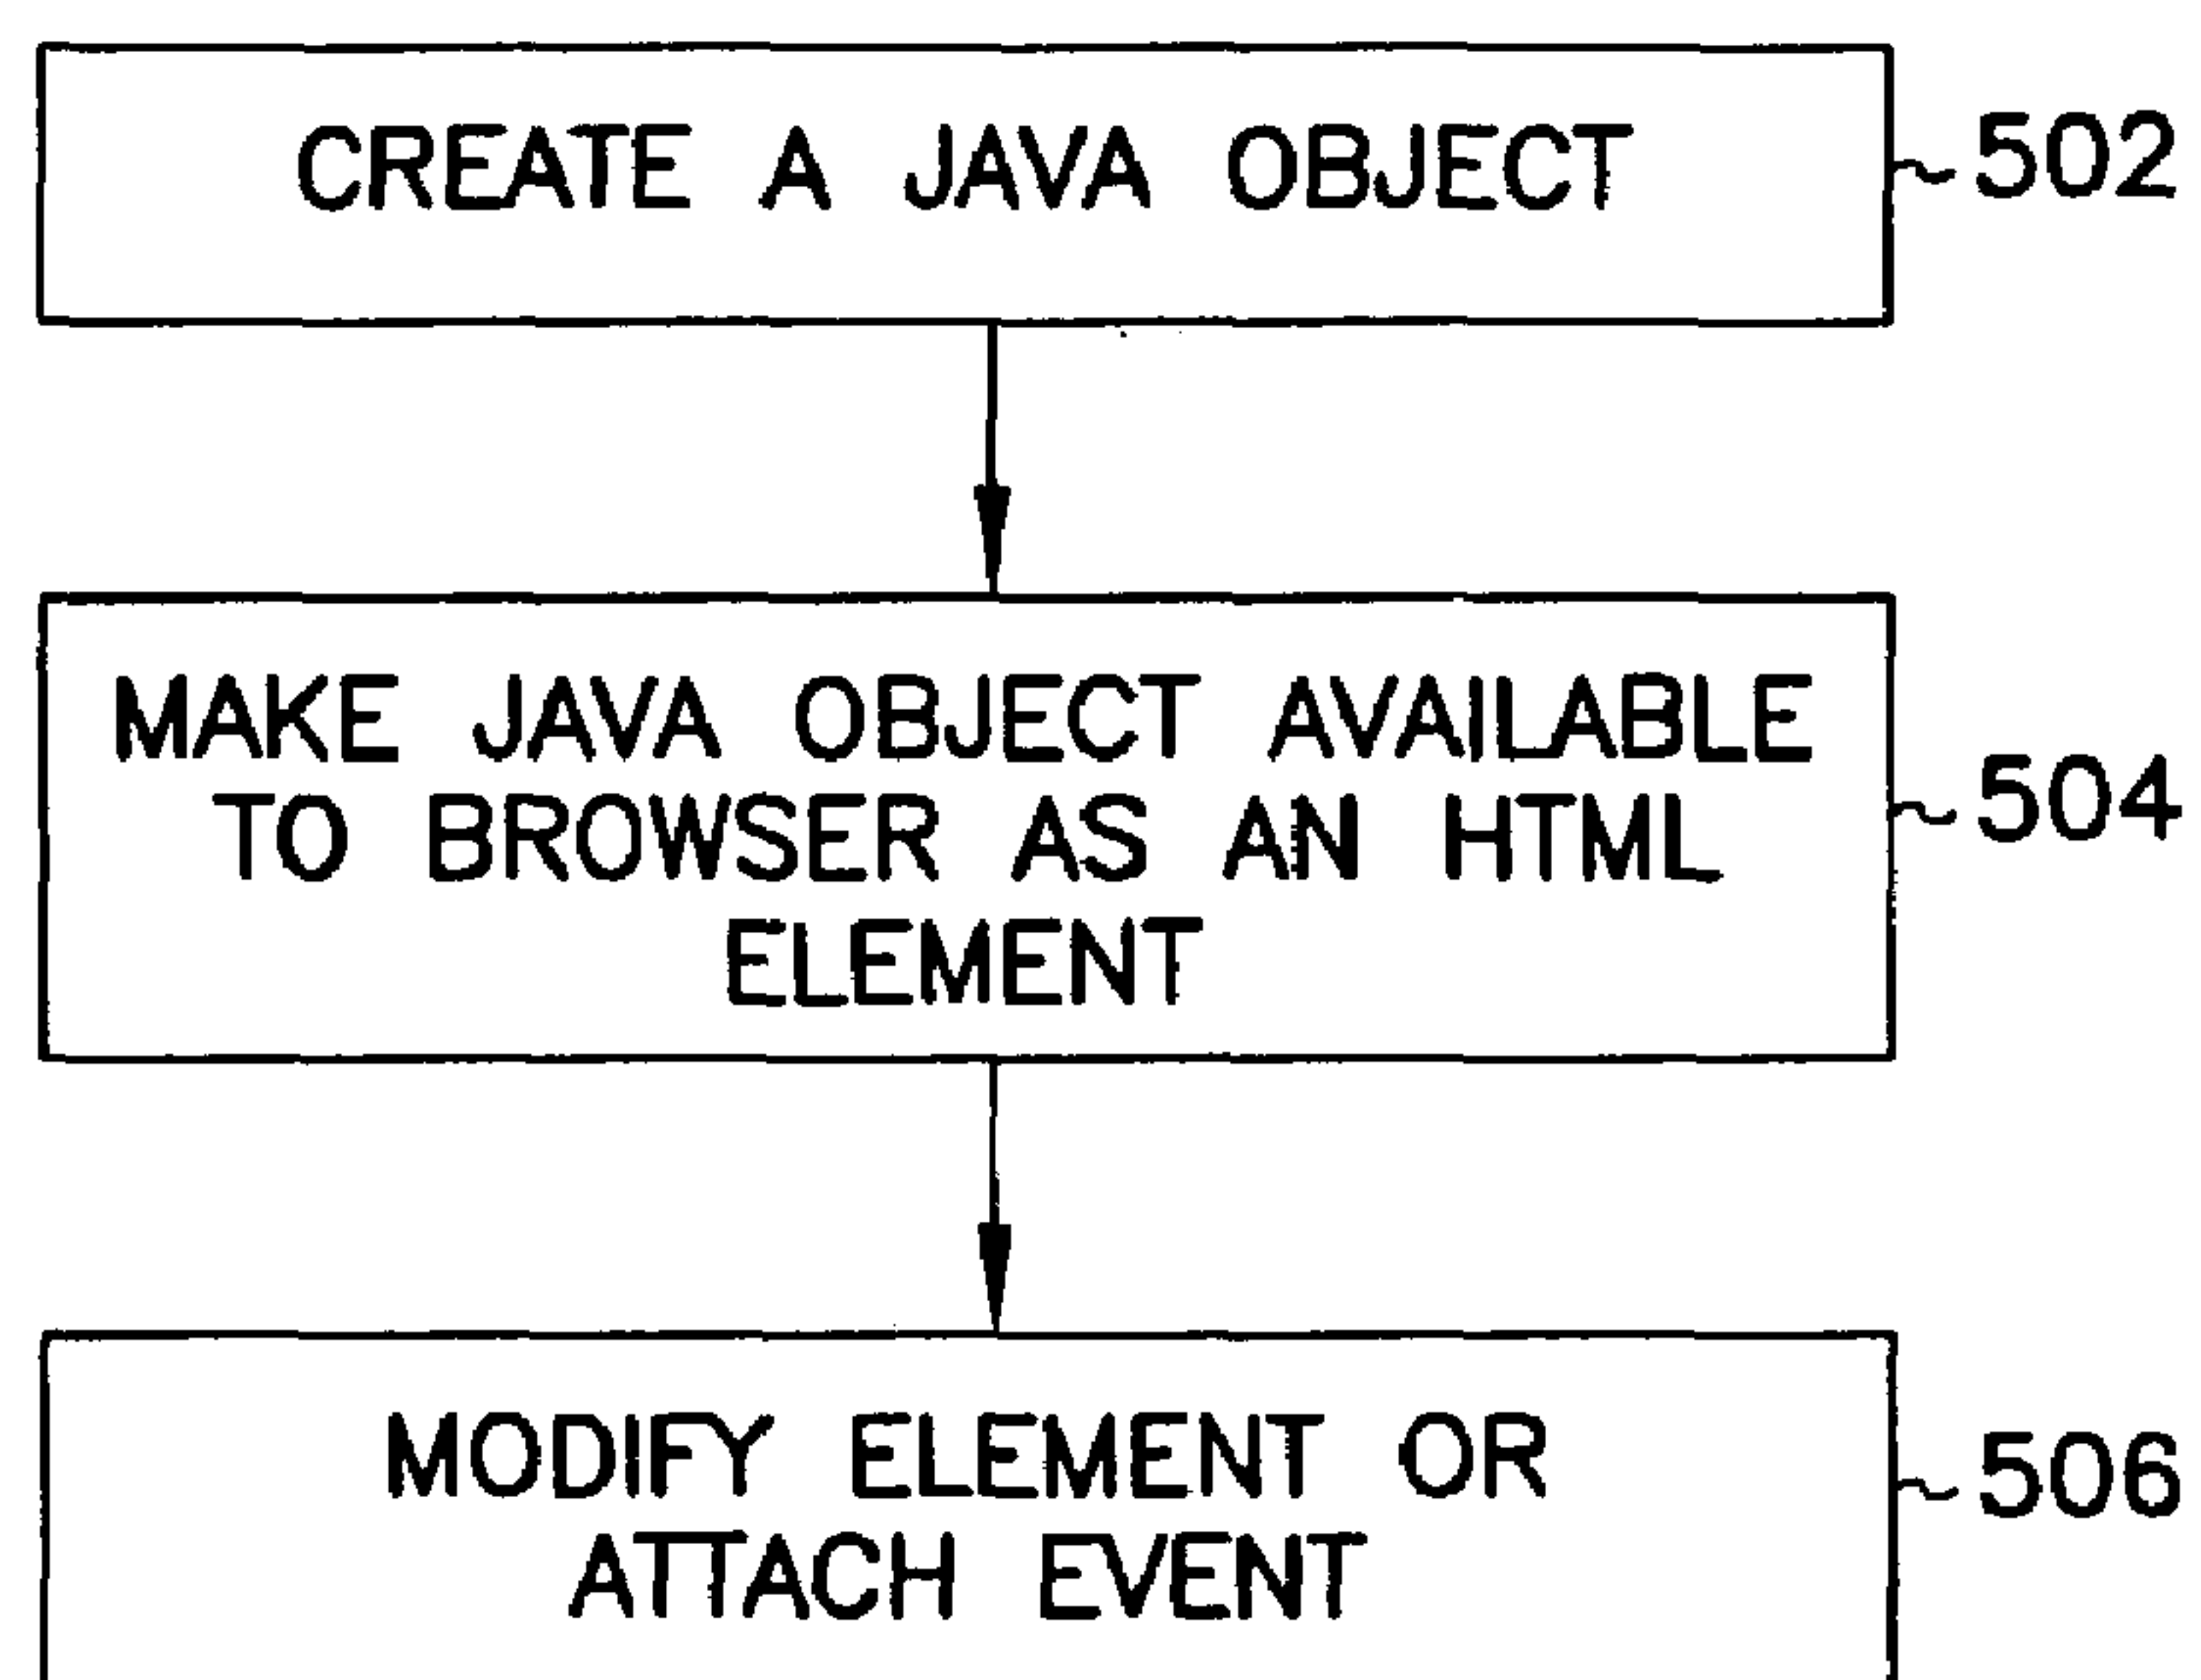 CREATE A JAVA OBJECT
502
MAKE JAVA OBJECT AVAILABLE
TO BROWSER AS AN HTML
ELEMENT
504
MODIFY ELEMENT OR
ATTACH EVENT
506